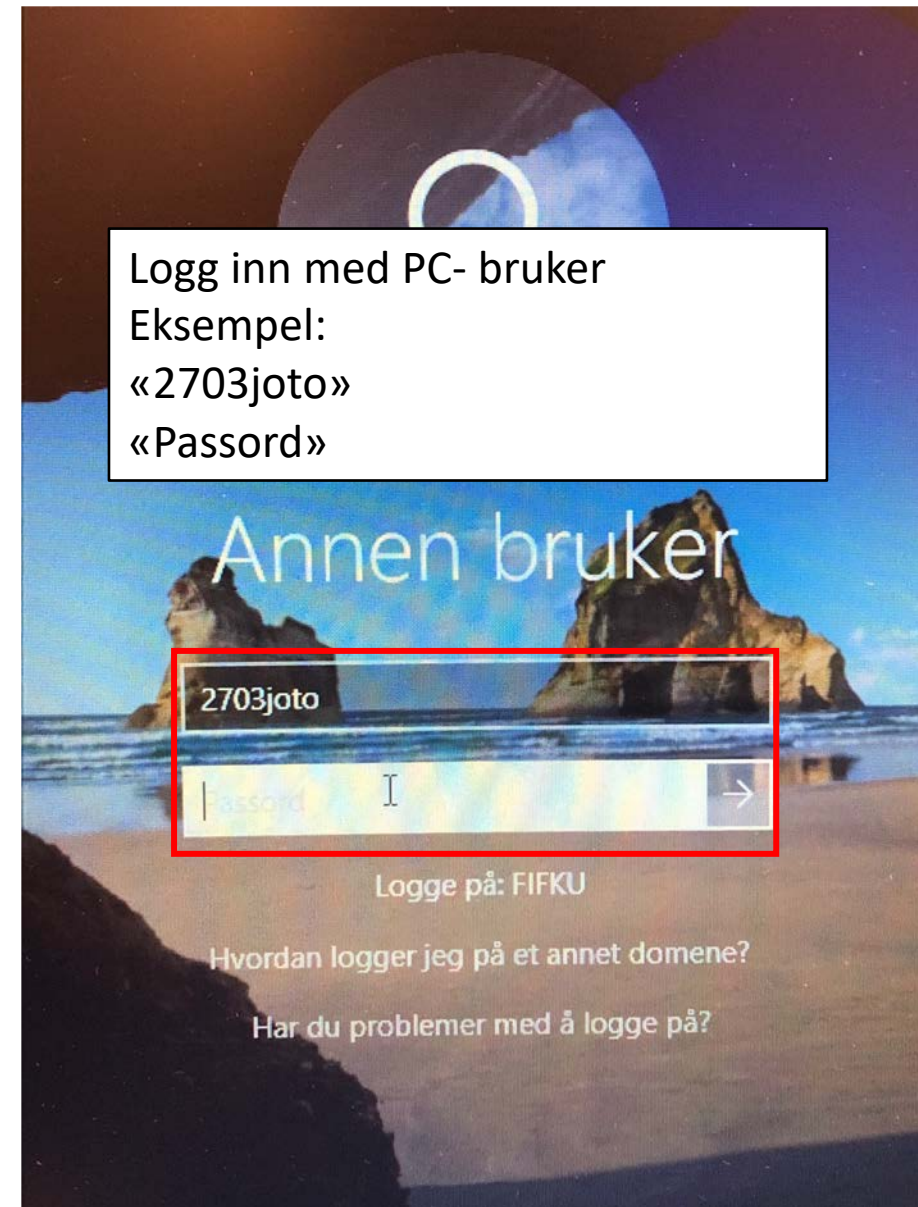 Logg inn med PC- bruker
Eksempel:
«2703joto»
«Passord»
Annen bruker
2703joto
Passord
Logge på: FIFKU
Hvordan logger jeg på et annet domene?
Har du problemer med å logge på?